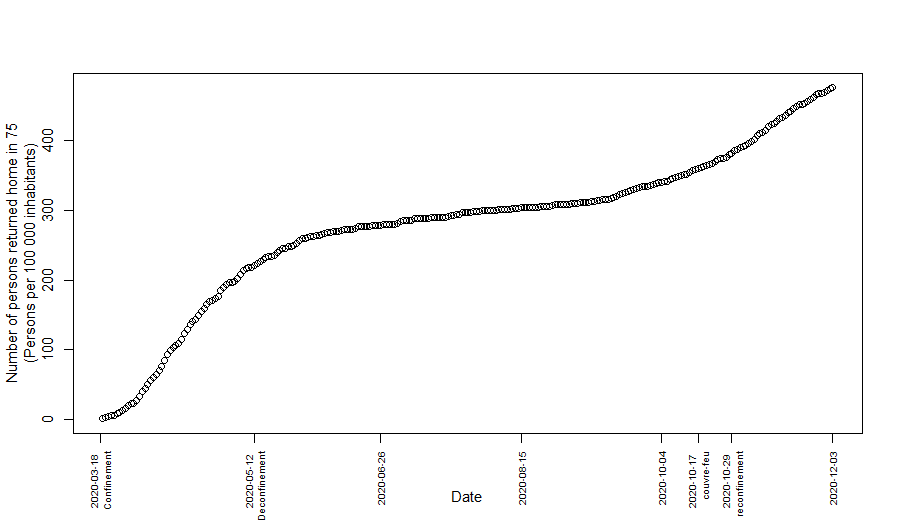 Number of persons returned home in 75
(Persons per 100 000 inhabitants)
0
100
200
300
400
2020-03-18
Confinement
2020-05-12
Deconfinement
2020-06-26
2020-08-15
2020-10-04
2020-10-17
couvre-feu
2020-10-29
reconfinement
2020-12-03
Date